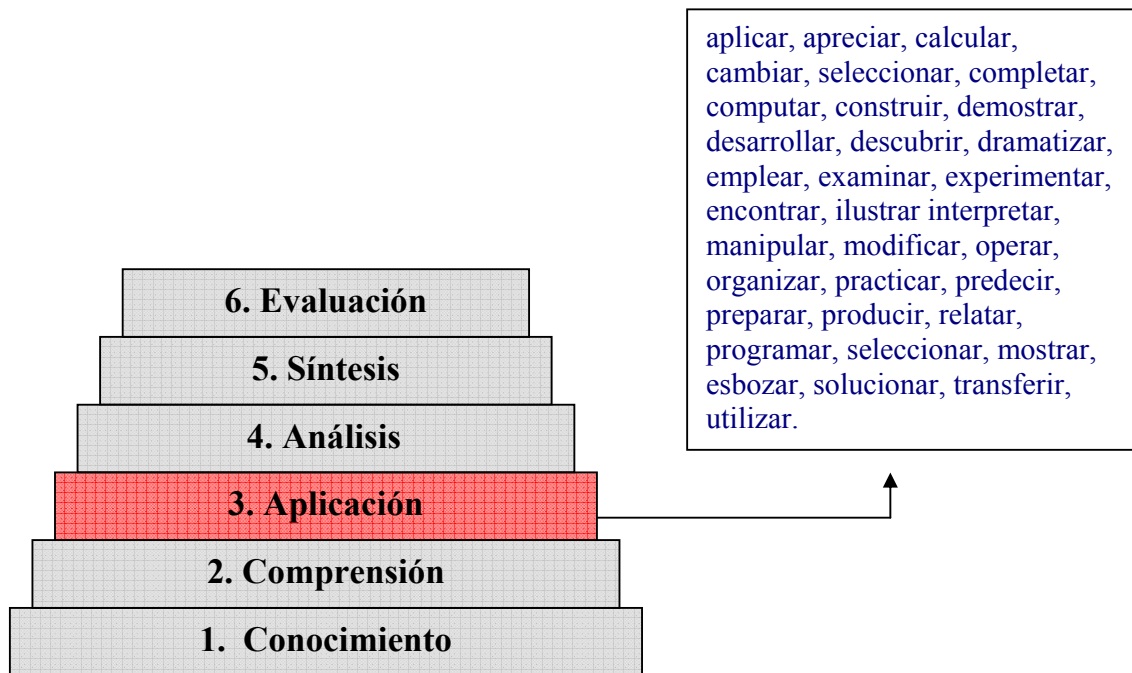 aplicar, apreciar, calcular,
cambiar, seleccionar, completar,
computar, construir, demostrar,
desarrollar, descubrir, dramatizar,
emplear, examinar, experimentar,
encontrar, ilustrar interpretar,
manipular, modificar, operar,
organizar, practicar, predecir,
preparar, producir, relatar,
programar, seleccionar, mostrar,
esbozar, solucionar, transferir,
utilizar.
6. Evaluación
5. Síntesis
4. Análisis
3. Aplicación
2. Comprensión
1. Conocimiento